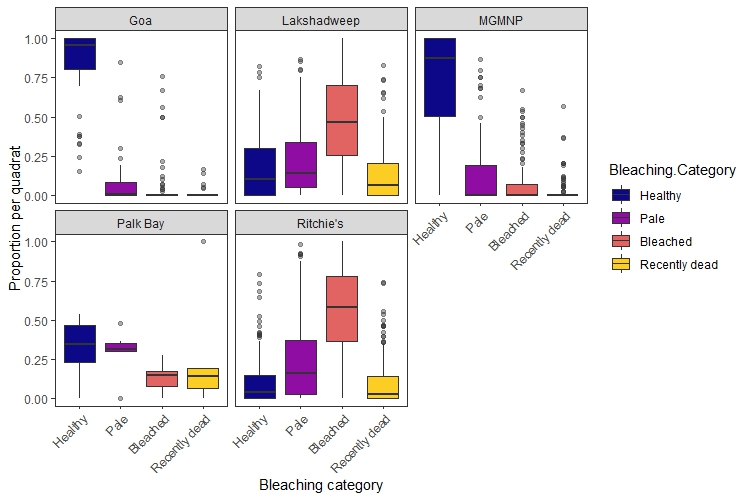 Goa Lakshadweep MGMNP
1.00
0.75
0.50
0.25
0.00
Healthy Pale Bleached Recently dead
Palk Bay Ritchie's
1.00
0.75
0.50
0.25
0.00
Healthy Pale Bleached Recently dead Healthy Pale Bleached Recently dead
Proportion per quadrat
Bleaching category
Bleaching.Category
Healthy
Pale
Bleached
Recently dead